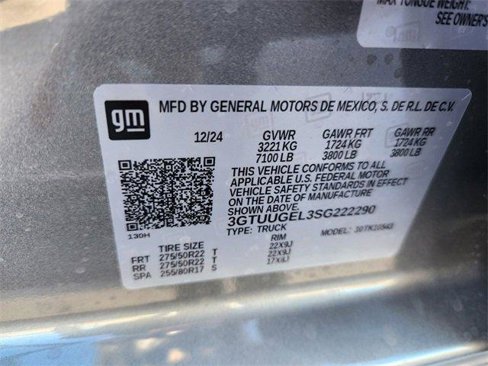 MAX TONGUE WEIGHT:
SEE OWNER'S
gm
MFD BY GENERAL MOTORS DE MEXICO, S. DE R.L. DE C.V.
12/24 GVWR GAWR FRT GAWR RR
3221 KG 1724 KG 1724 KG
7100 LB 3800 LB 3800 LB
THIS VEHICLE CONFORMS TO ALL
APPLICABLE U.S. FEDERAL MOTOR
VEHICLE SAFETY STANDARDS IN EFFECT
ON THE DATE OF MANUFACTURE
SHOWN ABOVE.
3GTUUGEL3SG222290
TYPE: TRUCK MODEL:
130H
TIRE SIZE RIM
FRT 275/50R22 T 22X9J
RR 275/50R22 T 22X9J
SPA 255/80R17 S 17X8J